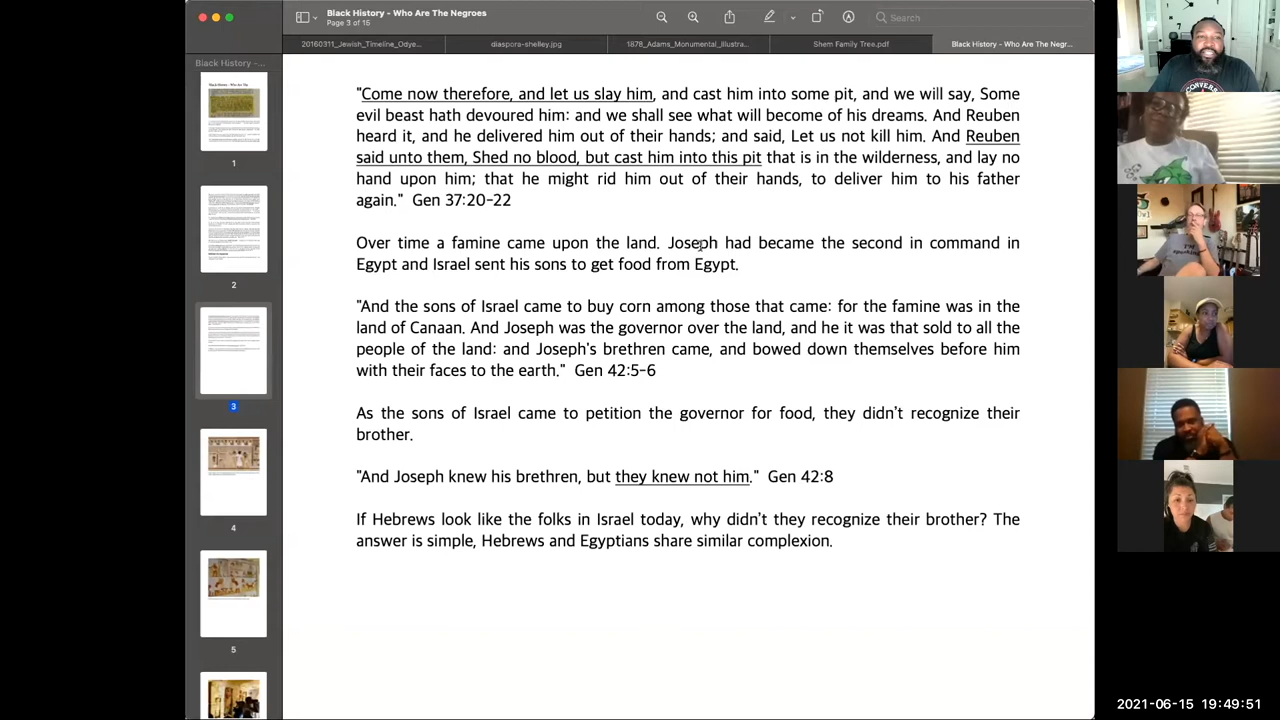 Black History - Who Are The Negroes
Page 3 of 15
Search
20160311_Jewish_Timeline_Odye...
diaspora-shelley.jpg
1878_Adams_Monumental_Illustra...
Shem Family Tree.pdf
Black History - Who Are The Negr...
Black History -...
1
2
3
4
5
"Come now therefore, and let us slay him, and cast him into some pit, and we will say, Some
evil beast hath devoured him: and we shall see what will become of his dreams. And Reuben
heard it, and he delivered him out of their hands; and said, Let us not kill him. And Reuben
said unto them, Shed no blood, but cast him into this pit that is in the wilderness, and lay no
hand upon him; that he might rid him out of their hands, to deliver him to his father
again." Gen 37:20-22
Over time a famine came upon the land. Joseph had became the second in command in
Egypt and Israel sent his sons to get food from Egypt.
"And the sons of Israel came to buy corn among those that came: for the famine was in the
land of Canaan. And Joseph was the governor over the land, and he it was that sold to all the
people of the land: and Joseph's brethren came, and bowed down themselves before him
with their faces to the earth." Gen 42:5-6
As the sons of Israel came to petition the governor for food, they didn't recognize their
brother.
"And Joseph knew his brethren, but they knew not him." Gen 42:8
If Hebrews look like the folks in Israel today, why didn't they recognize their brother? The
answer is simple, Hebrews and Egyptians share similar complexion.
CONVERS
2021-06-15 19:49:51